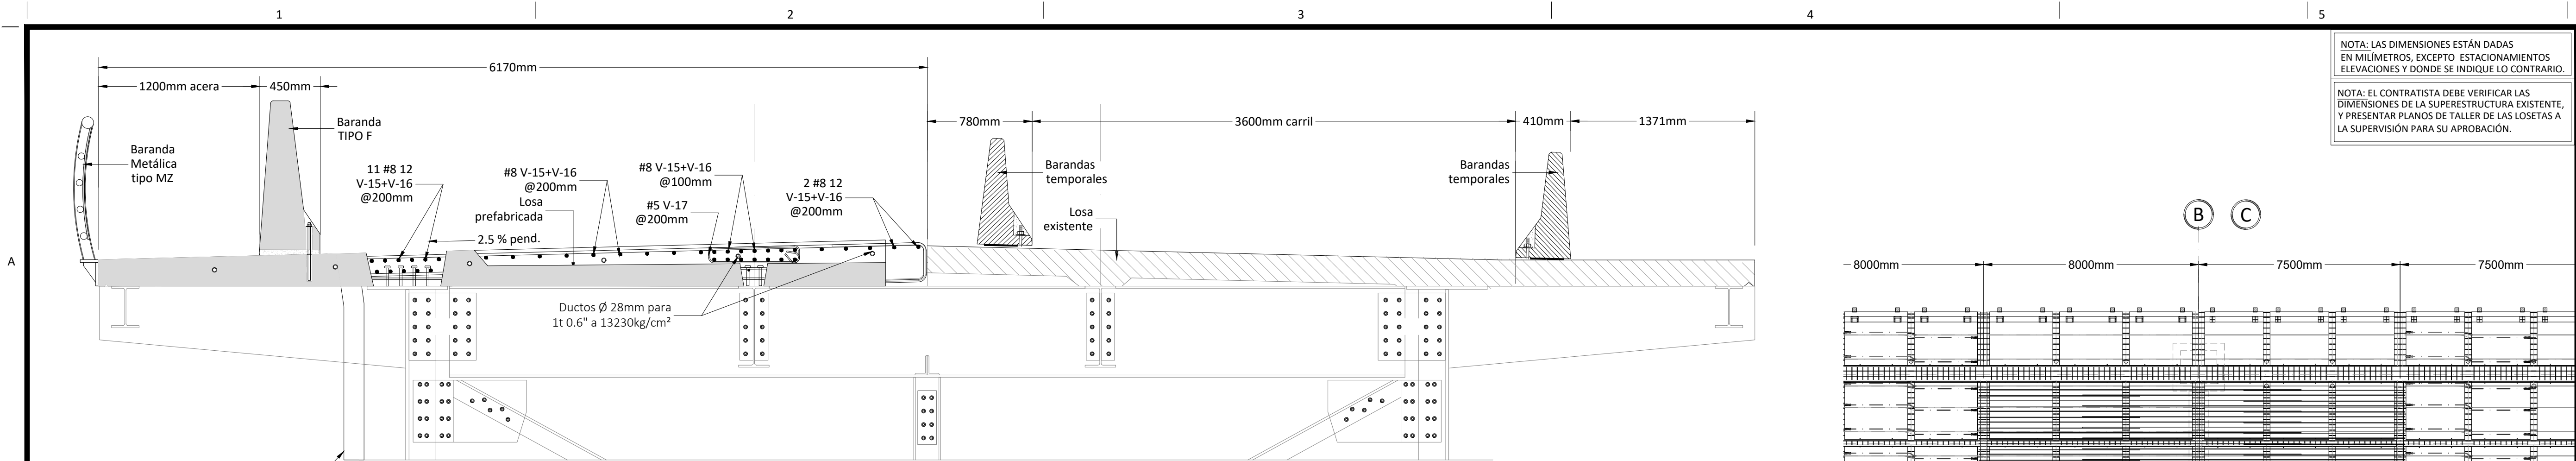 1
2
3
4
5
A
NOTA: LAS DIMENSIONES ESTÁN DADAS
EN MILÍMETROS, EXCEPTO ESTACIONAMIENTOS
ELEVACIONES Y DONDE SE INDIQUE LO CONTRARIO.
NOTA: EL CONTRATISTA DEBE VERIFICAR LAS
DIMENSIONES DE LA SUPERESTRUCTURA EXISTENTE,
Y PRESENTAR PLANOS DE TALLER DE LAS LOSETAS A
LA SUPERVISIÓN PARA SU APROBACIÓN.
6170mm
1200mm acera
450mm
780mm
3600mm carril
410mm
1371mm
Baranda
TIPO F
Baranda
Metálica
tipo MZ
11 #8 12
V-15+V-16
@200mm
2.5 % pend.
#8 V-15+V-16
@200mm
Losa
prefabricada
#8 V-15+V-16
@100mm
#5 V-17
@200mm
2 #8 12
V-15+V-16
@200mm
Ductos Ø 28mm para
1t 0.6" a 13230kg/cm²
Barandas
temporales
Losa
existente
Barandas
temporales
B
C
8000mm
8000mm
7500mm
7500mm